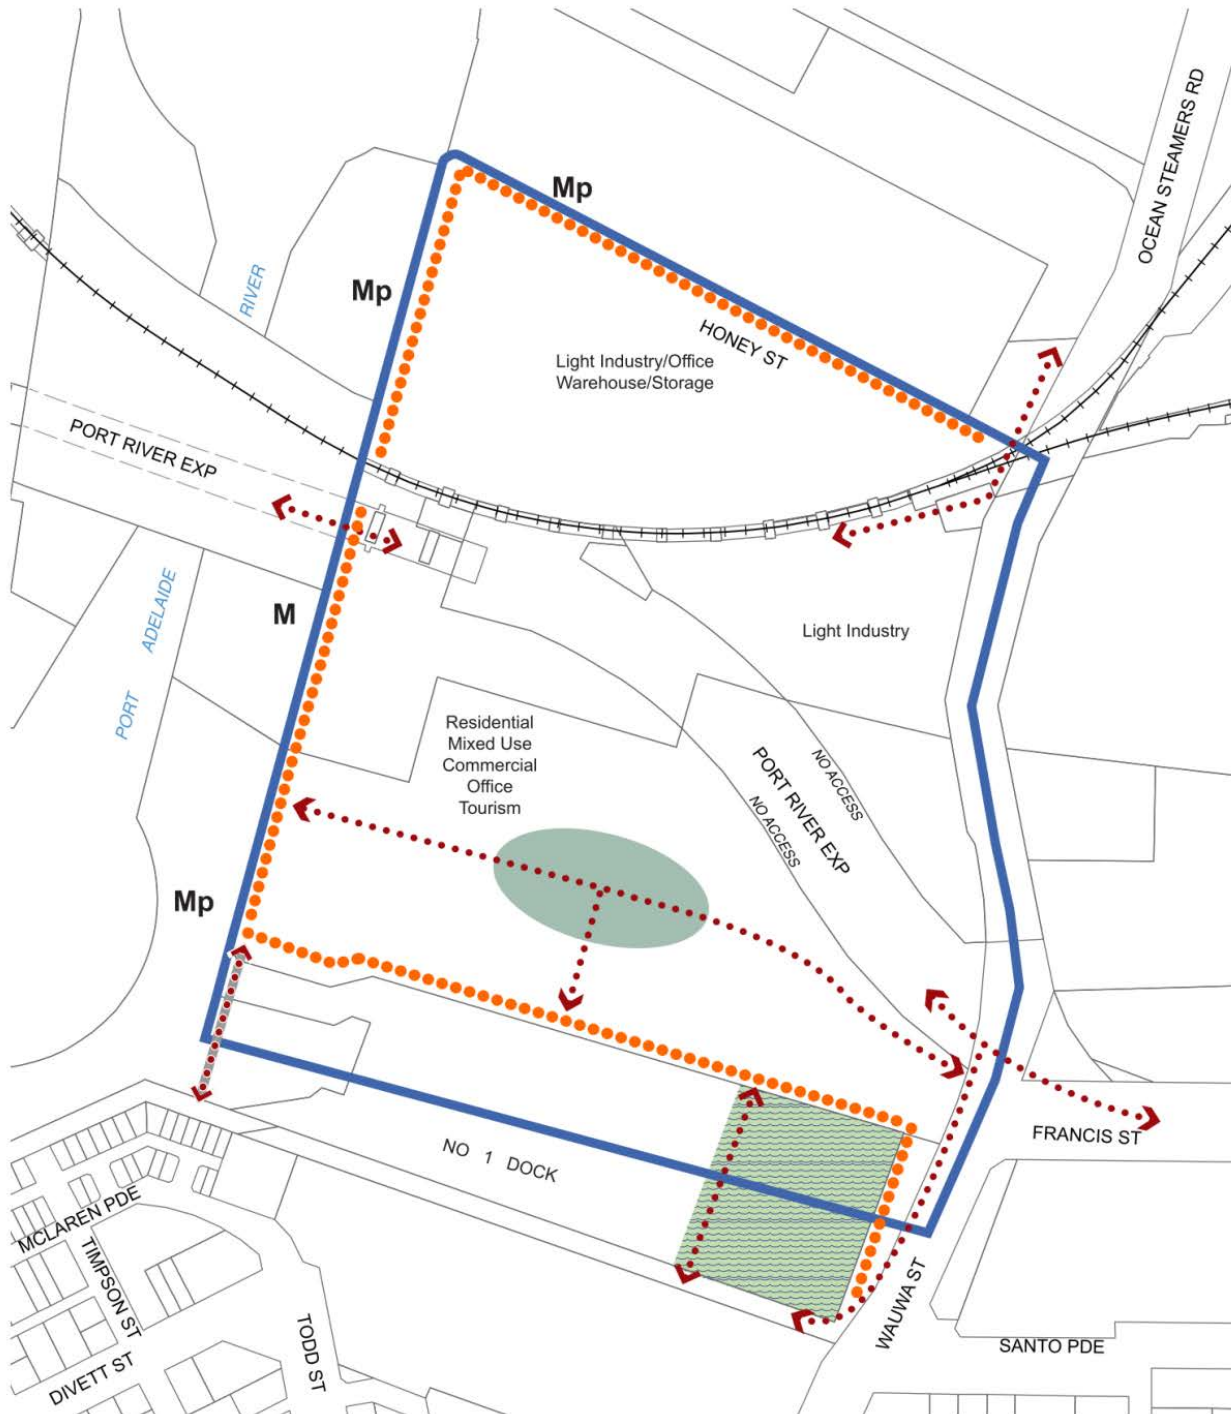 OCEAN STEAMERS RD
Mp
Mp
RIVER
HONEY ST
Light Industry/Office
Warehouse/Storage
PORT RIVER EXP
ADELAIDE
PORT
M
Light Industry
Residential
Mixed Use
Commercial
Office
Tourism
NO ACCESS
PORT RIVER EXP
NO ACCESS
Mp
FRANCIS ST
NO 1 DOCK
MCLAREN PDE
TIMPSON ST
DIVETT ST
TODD ST
WAUWA ST
SANTO PDE